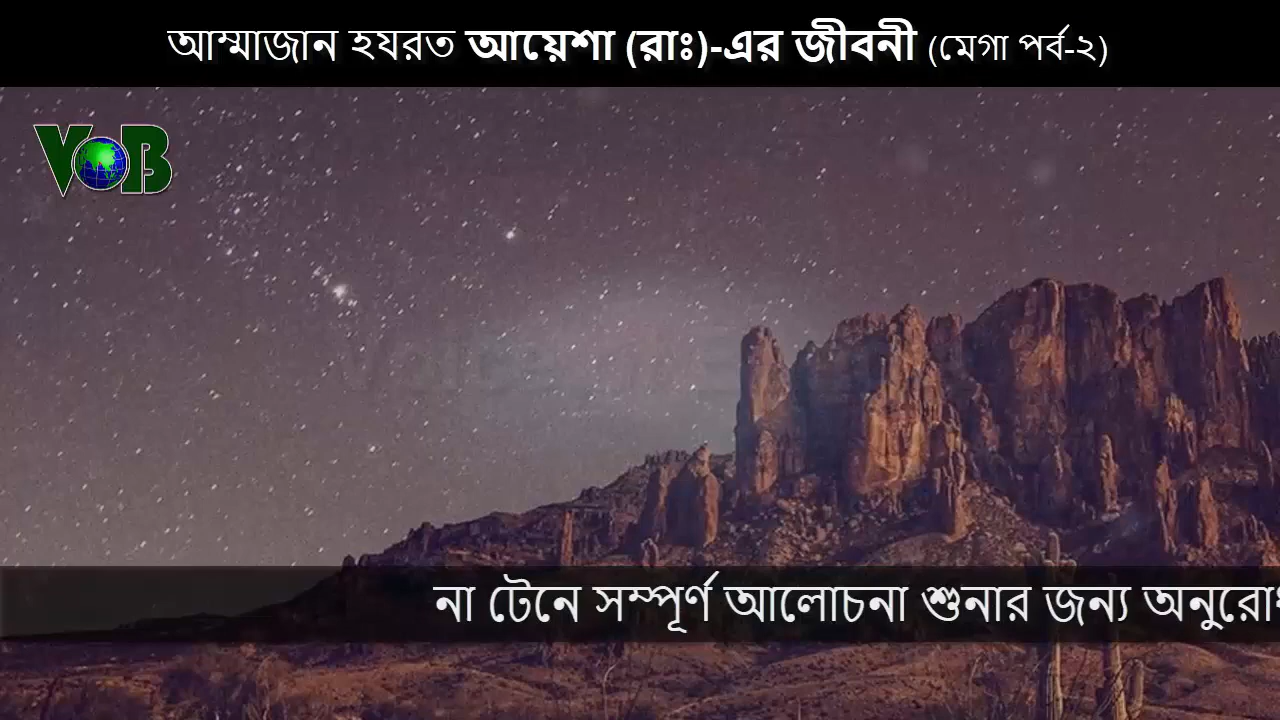 আম্মাজান হযরত আয়েশা (রাঃ)-এর জীবনী (মেগা পর্ব-২)
VOB
না টেনে সম্পূর্ণ আলোচনা শুনার জন্য